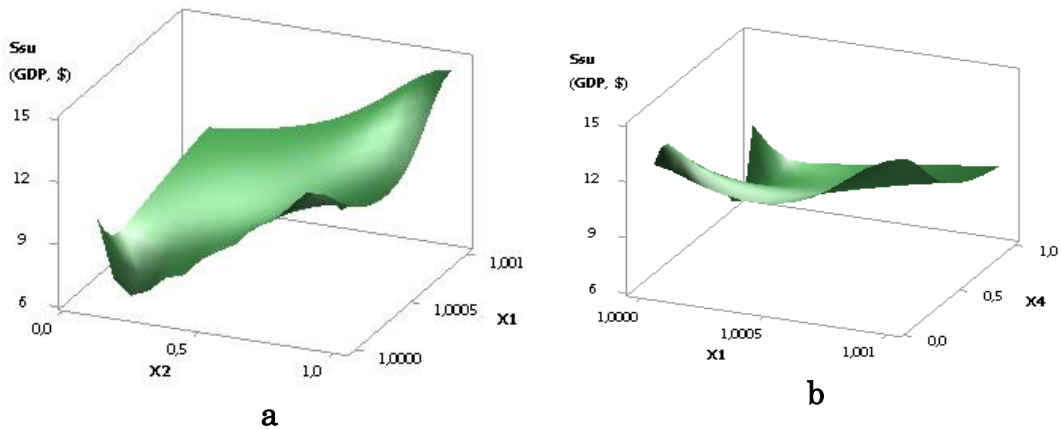 Ssu
(GDP, $)
15
12
9
6
0,0
0,5
1,0
X2
1,0000
1,0005
1,001
X1
a
Ssu
(GDP, $)
15
12
9
6
1,0000
1,0005
1,001
X1
0,0
0,5
1,0
X4
b